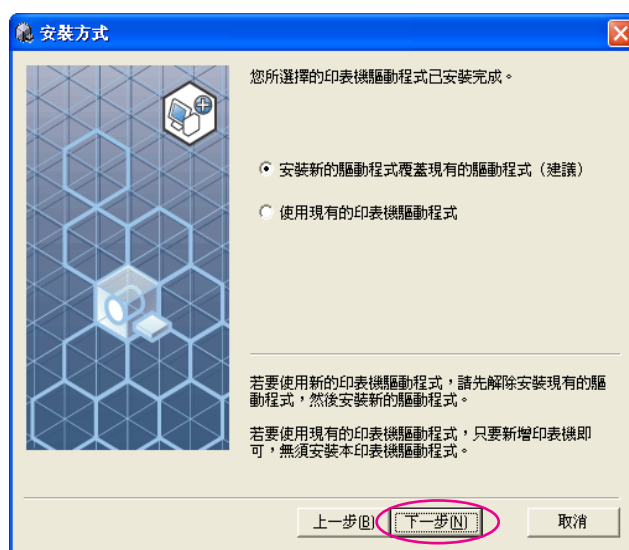 安裝方式
您所選擇的印表機驅動程式已安裝完成。
安裝新的驅動程式覆蓋現有的驅動程式（建議）
使用現有的印表機驅動程式
若要使用新的印表機驅動程式，請先解除安裝現有的驅
動程式，然後安裝新的驅動程式。
若要使用現有的印表機驅動程式，只要新增印表機即
可，無須安裝本印表機驅動程式。
上一步(B) 下一步(N) 取消